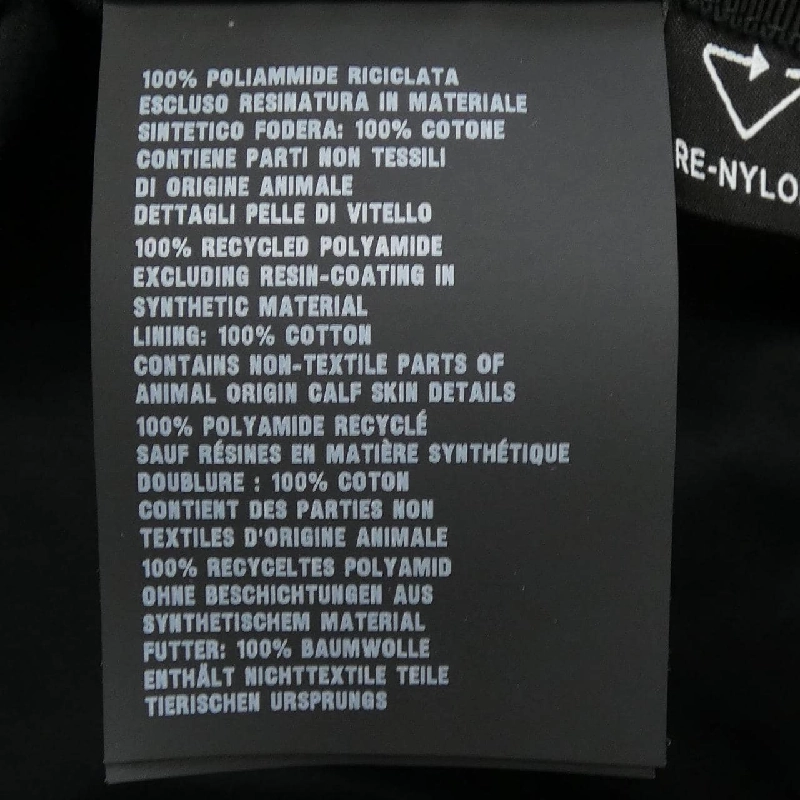 100% POLIAMMIDE RICICLATA
ESCLUSO RESINATURA IN MATERIALE
SINTETICO FODERA: 100% COTONE
CONTIENE PARTI NON TESSILI
DI ORIGINE ANIMALE
DETTAGLI PELLE DI VITELLO
100% RECYCLED POLYAMIDE
EXCLUDING RESIN-COATING IN
SYNTHETIC MATERIAL
LINING: 100% COTTON
CONTAINS NON-TEXTILE PARTS OF
ANIMAL ORIGIN CALF SKIN DETAILS
100% POLYAMIDE RECYCLÉ
SAUF RÉSINES EN MATIÈRE SYNTHÉTIQUE
DOUBLURE : 100% COTON
CONTIENT DES PARTIES NON
TEXTILES D'ORIGINE ANIMALE
100% RECYCELTES POLYAMID
OHNE BESCHICHTUNGEN AUS
SYNTHETISCHEM MATERIAL
FUTTER: 100% BAUMWOLLE
ENTHÄLT NICHTTEXTILE TEILE
TIERISCHEN URSPRUNGS
RE-NYLO